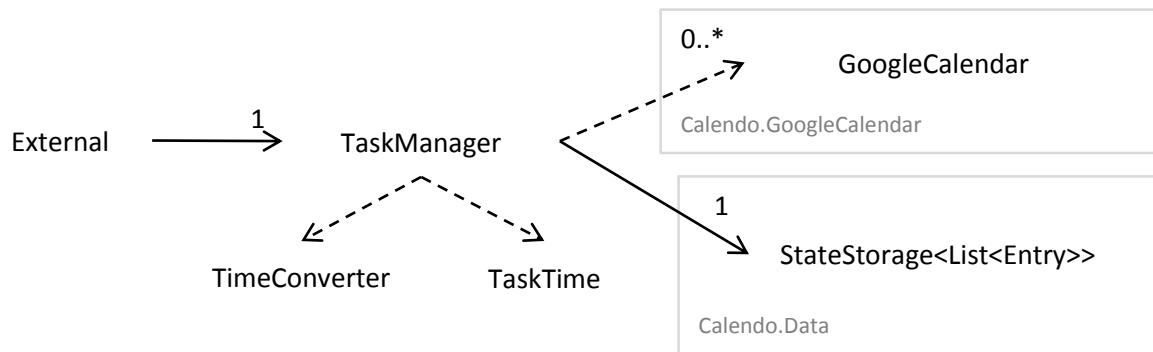 0..*
GoogleCalendar
Calendo.GoogleCalendar
External
1
TaskManager
1
StateStorage<List<Entry>>
TimeConverter
TaskTime
Calendo.Data